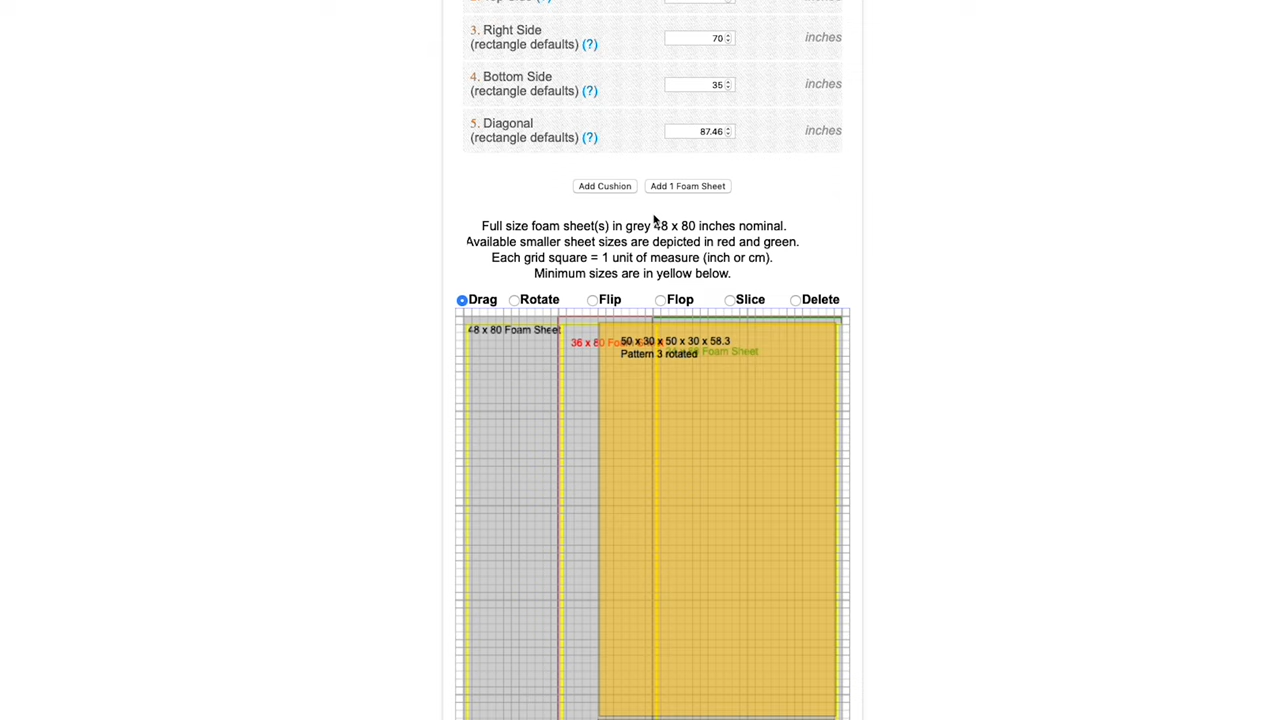 3. Right Side
(rectangle defaults) (?)
70
inches
4. Bottom Side
(rectangle defaults) (?)
35
inches
5. Diagonal
(rectangle defaults) (?)
87.46
inches
Add Cushion
Add 1 Foam Sheet
Full size foam sheet(s) in grey 48 x 80 inches nominal.
Available smaller sheet sizes are depicted in red and green.
Each grid square = 1 unit of measure (inch or cm).
Minimum sizes are in yellow below.
Drag Rotate Flip Flop Slice Delete
48 x 80 Foam Sheet
36 x 80
50 x 30 x 50 x 30 x 58.3
Pattern 3 rotated
Foam Sheet